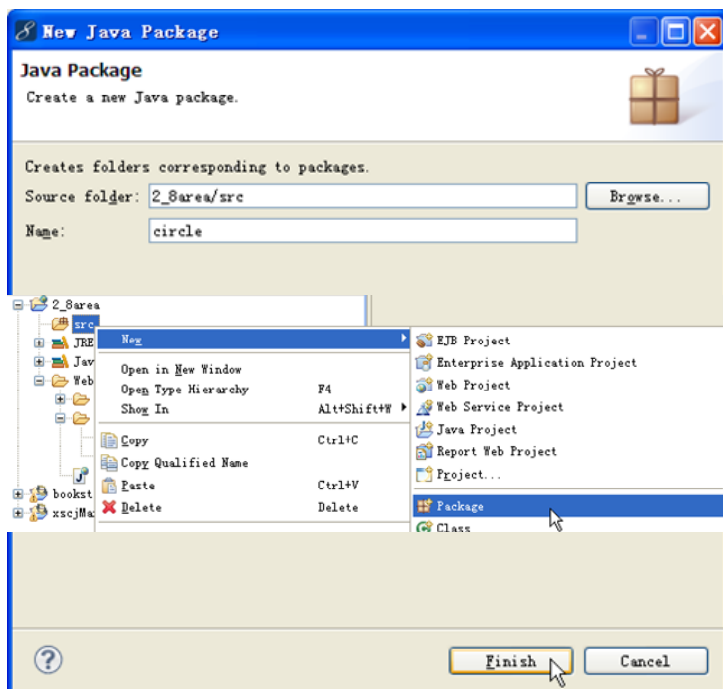 New Java Package
Java Package
Create a new Java package.
Creates folders corresponding to packages.
Source folder: 2_8area/src Browse...
Name: circle
2_8area
src
JRE
Jav
Web
bookst
xscjMa
New
Open in New Window
Open Type Hierarchy F4
Show In Alt+Shift+W
Copy Ctrl+C
Copy Qualified Name
Paste Ctrl+V
Delete Delete
EJB Project
Enterprise Application Project
Web Project
Web Service Project
Java Project
Report Web Project
Project...
Package
Class
Finish Cancel